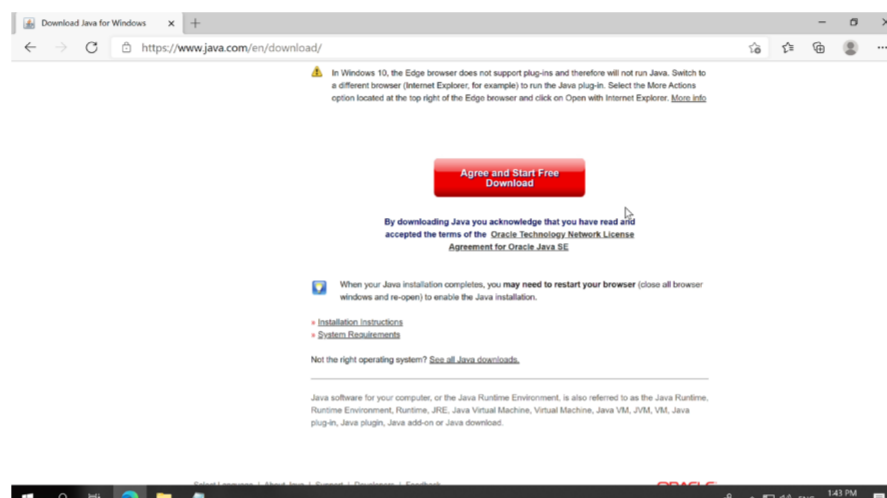 Download Java for Windows
https://www.java.com/en/download/
In Windows 10, the Edge browser does not support plug-ins and therefore will not run Java. Switch to
a different browser (Internet Explorer, for example) to run the Java plug-in. Select the More Actions
option located at the top right of the Edge browser and click on Open with Internet Explorer. More info
Agree and Start Free
Download
By downloading Java you acknowledge that you have read and
accepted the terms of the Oracle Technology Network License
Agreement for Oracle Java SE
When your Java installation completes, you may need to restart your browser (close all browser
windows and re-open) to enable the Java installation.
» Installation Instructions
» System Requirements
Not the right operating system? See all Java downloads.
Java software for your computer, or the Java Runtime Environment, is also referred to as the Java Runtime,
Runtime Environment, Runtime, JRE, Java Virtual Machine, Virtual Machine, Java VM, JVM, VM, Java
plug-in, Java plugin, Java add-on or Java download.
Select Language | About Java | Support | Developers | Feedback
ORACLE
1:43 PM